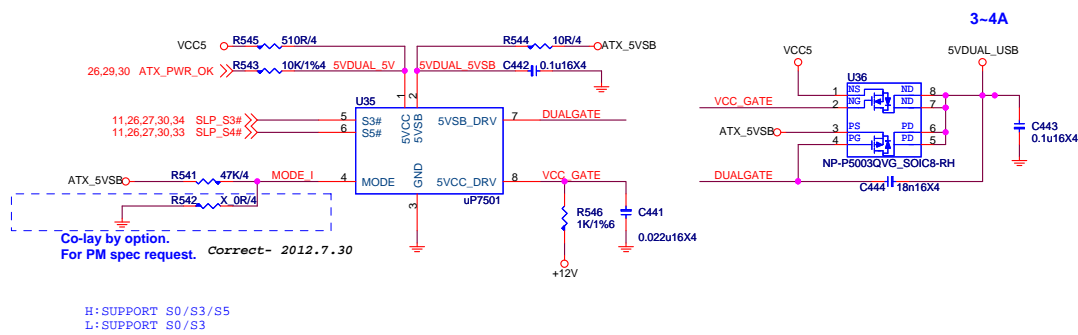 3~4A
VCC5 R545 510R/4 R544 10R/4 ATX_5VSB VCC5 5VDUAL_USB
26,29,30 ATX_PWR_OK R543 10K/1%4 5VDUAL_5V 5VDUAL_5VSB C442 0.1u16X4
U36
1 NS ND 8
2 NG ND 7
VCC_GATE
ATX_5VSB 3 PS PD 6
4 PG PD 5
NP-P5003QVG_SOIC8-RH
C443
0.1u16X4
DUALGATE
C444 18n16X4
1 2
U35
5VCC 5VSB
11,26,27,30,34 SLP_S3# 5 S3# 5VSB_DRV 7 DUALGATE
11,26,27,30,33 SLP_S4# 6 S5#
ATX_5VSB R541 47K/4 MODE_I 4 MODE GND 5VCC_DRV 8 VCC_GATE
3
uP7501
R542 X_0R/4
R546
1K/1%6
C441
0.022u16X4
+12V
Co-lay by option.
For PM spec request. Correct- 2012.7.30
H:SUPPORT S0/S3/S5
L:SUPPORT S0/S3